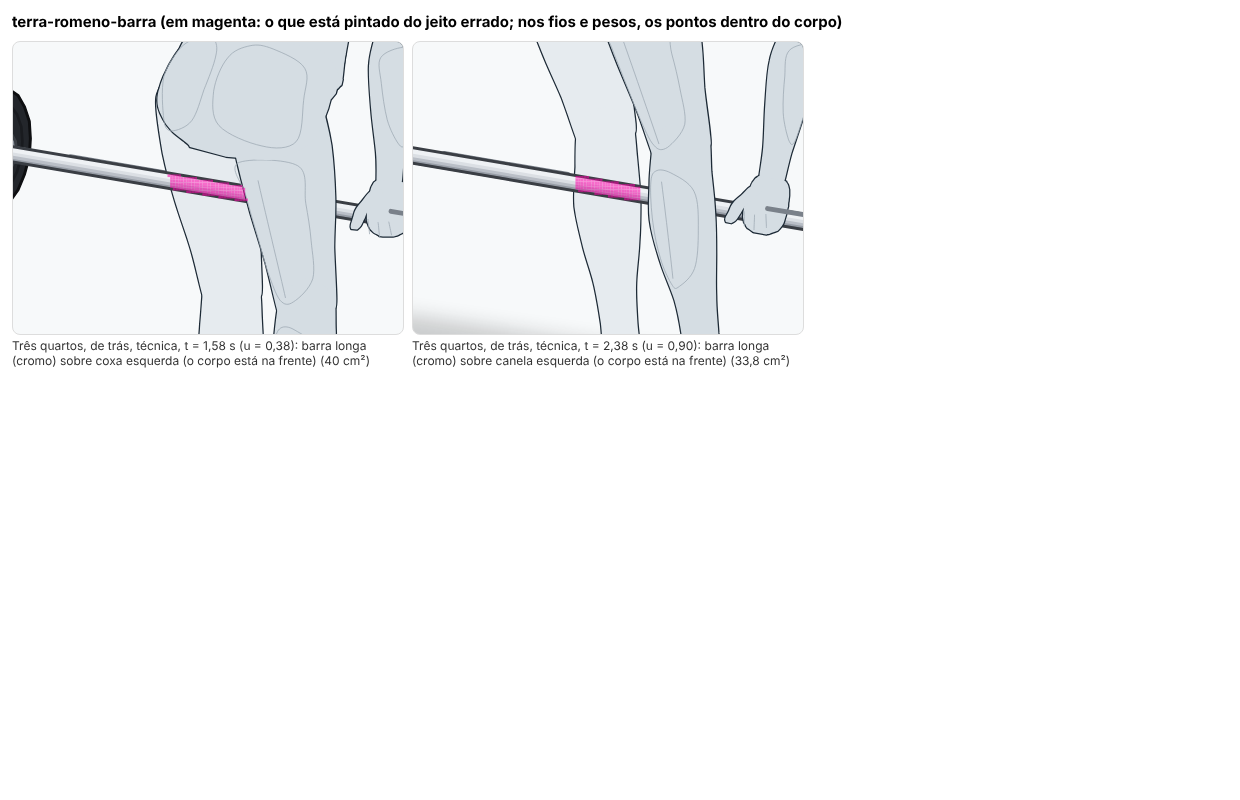 terra-romeno-barra (em magenta: o que está pintado do jeito errado; nos fios e pesos, os pontos dentro do corpo)
Três quartos, de trás, técnica, t = 1,58 s (u = 0,38): barra longa
(cromo) sobre coxa esquerda (o corpo está na frente) (40 cm²)
Três quartos, de trás, técnica, t = 2,38 s (u = 0,90): barra longa
(cromo) sobre canela esquerda (o corpo está na frente) (33,8 cm²)